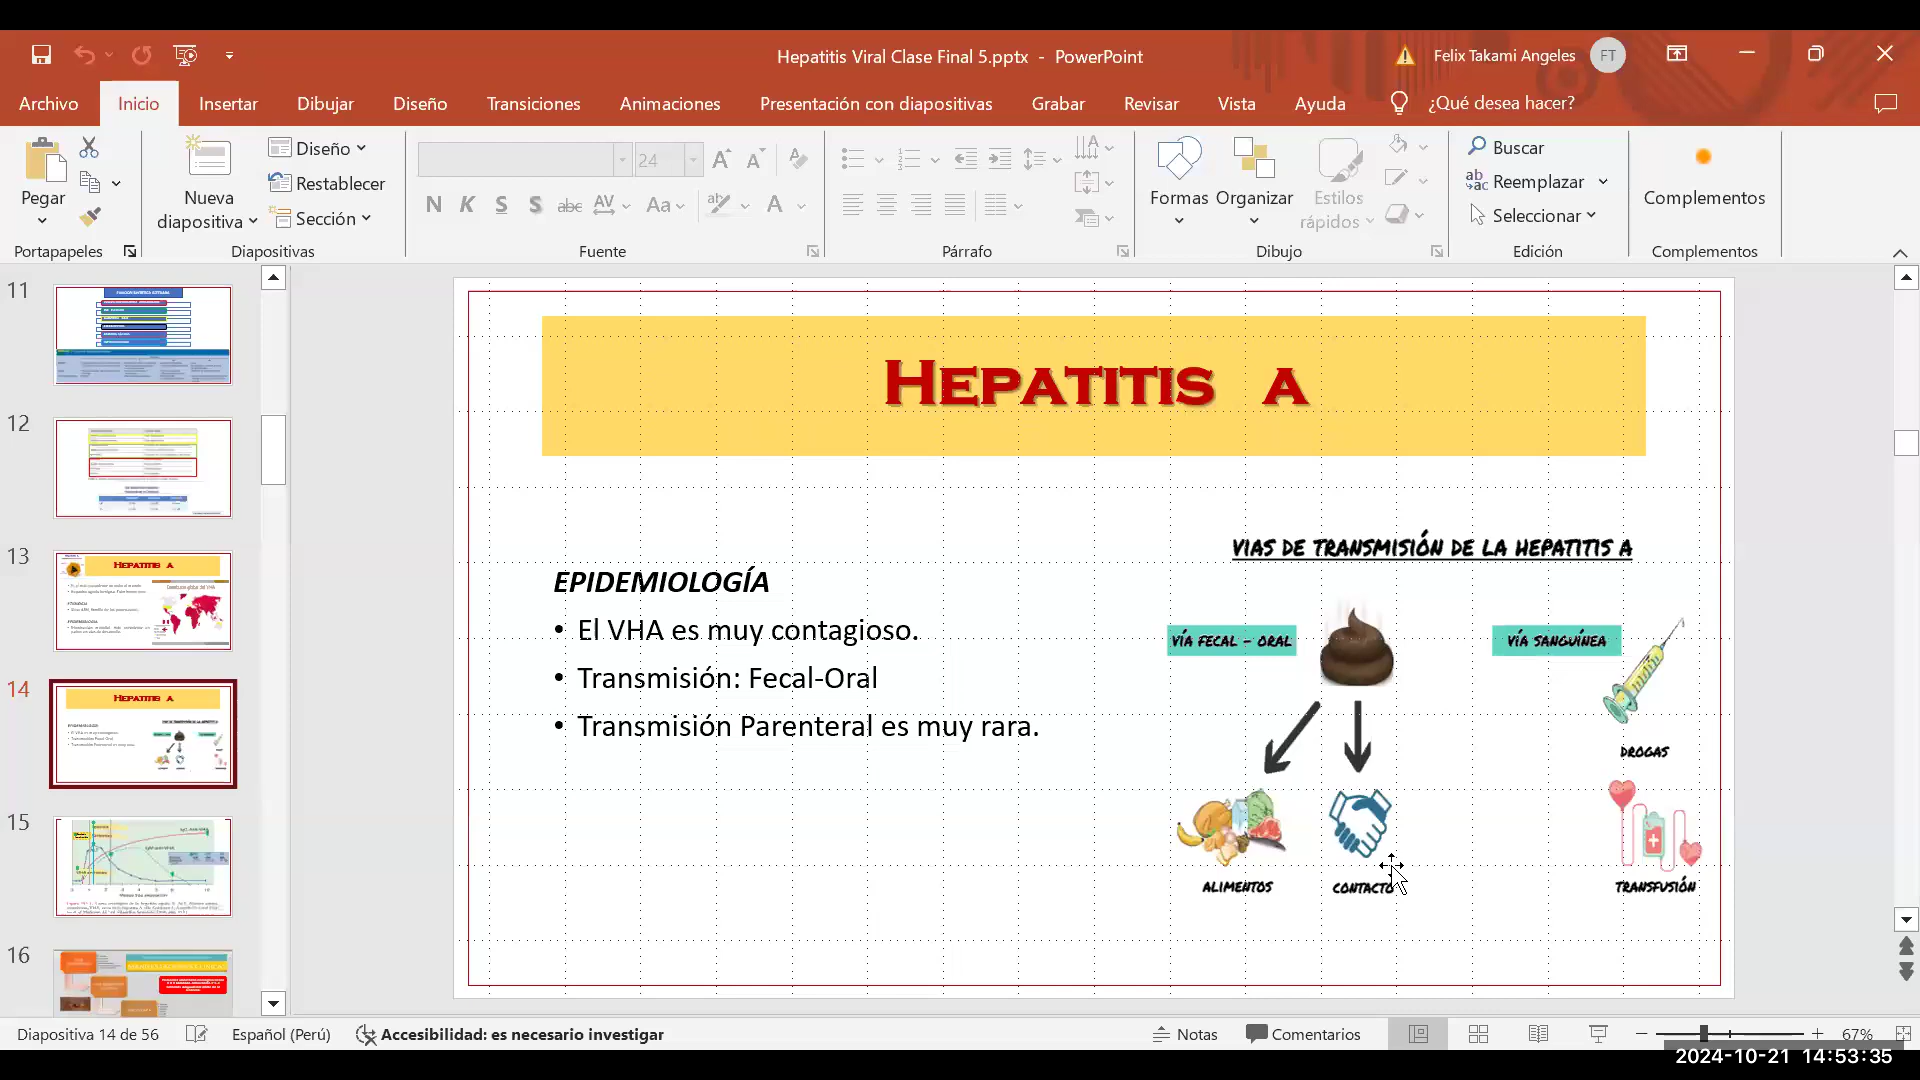 Hepatitis Viral Clase Final 5.pptx - PowerPoint
Felix Takami Angeles
FT
Archivo
Inicio
Insertar
Dibujar
Diseño
Transiciones
Animaciones
Presentación con diapositivas
Grabar
Revisar
Vista
Ayuda
¿Qué desea hacer?
Pegar
Nueva
diapositiva
Diseño
Restablecer
Sección
24
N K S S abc AV Aa A
Formas
Organizar
Estilos
rápidos
Buscar
Reemplazar
Seleccionar
Complementos
Portapapeles
Diapositivas
Fuente
Párrafo
Dibujo
Edición
Complementos
11
12
13
HEPATITIS A
14
HEPATITIS A
15
16
HEPATITIS A
EPIDEMIOLOGÍA
• El VHA es muy contagioso.
• Transmisión: Fecal-Oral
• Transmisión Parenteral es muy rara.
VIAS DE TRANSMISIÓN DE LA HEPATITIS A
VÍA FECAL - ORAL
VÍA SANGUÍNEA
DROGAS
ALIMENTOS
CONTACTO
TRANSFUSIÓN
Diapositiva 14 de 56
Español (Perú)
Accesibilidad: es necesario investigar
Notas
Comentarios
67%
2024-10-21 14:53:35